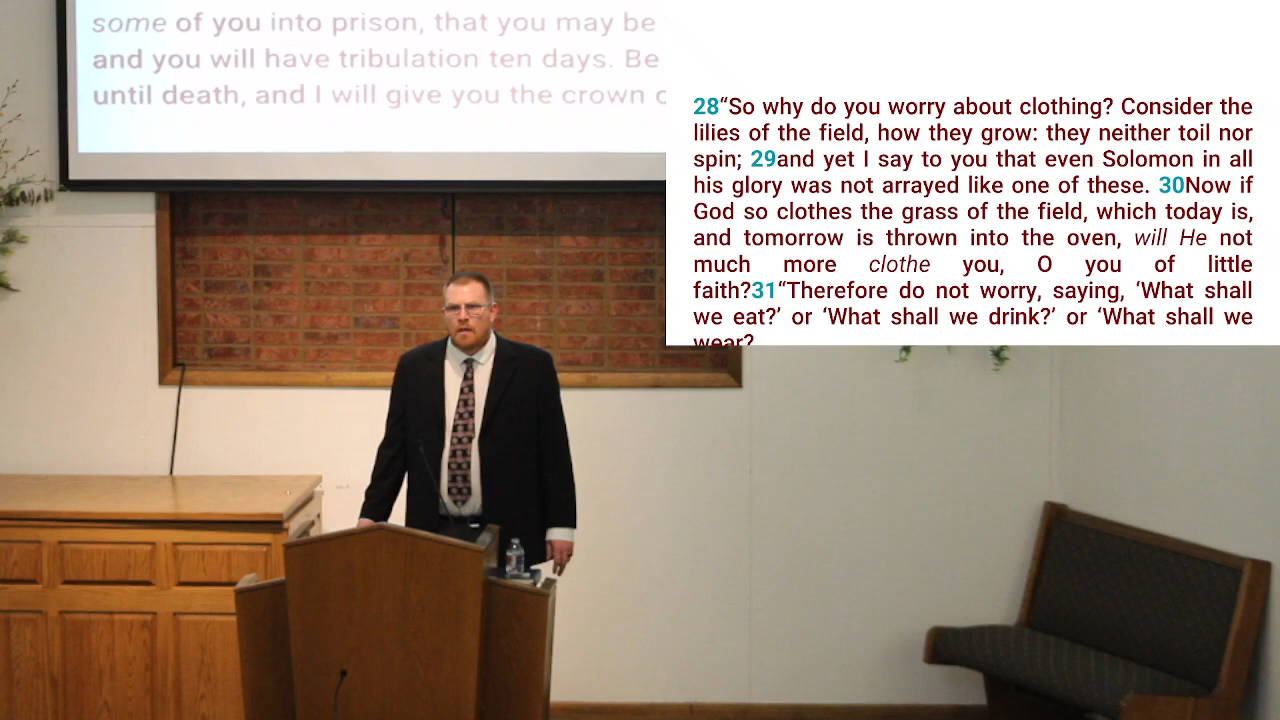 some of you into prison, that you may be
and you will have tribulation ten days. Be
until death, and I will give you the crown
28“So why do you worry about clothing? Consider the
lilies of the field, how they grow: they neither toil nor
spin; 29and yet I say to you that even Solomon in all
his glory was not arrayed like one of these. 30Now if
God so clothes the grass of the field, which today is,
and tomorrow is thrown into the oven, will He not
much more clothe you, O you of little
faith?31“Therefore do not worry, saying, ‘What shall
we eat?’ or ‘What shall we drink?’ or ‘What shall we
wear?